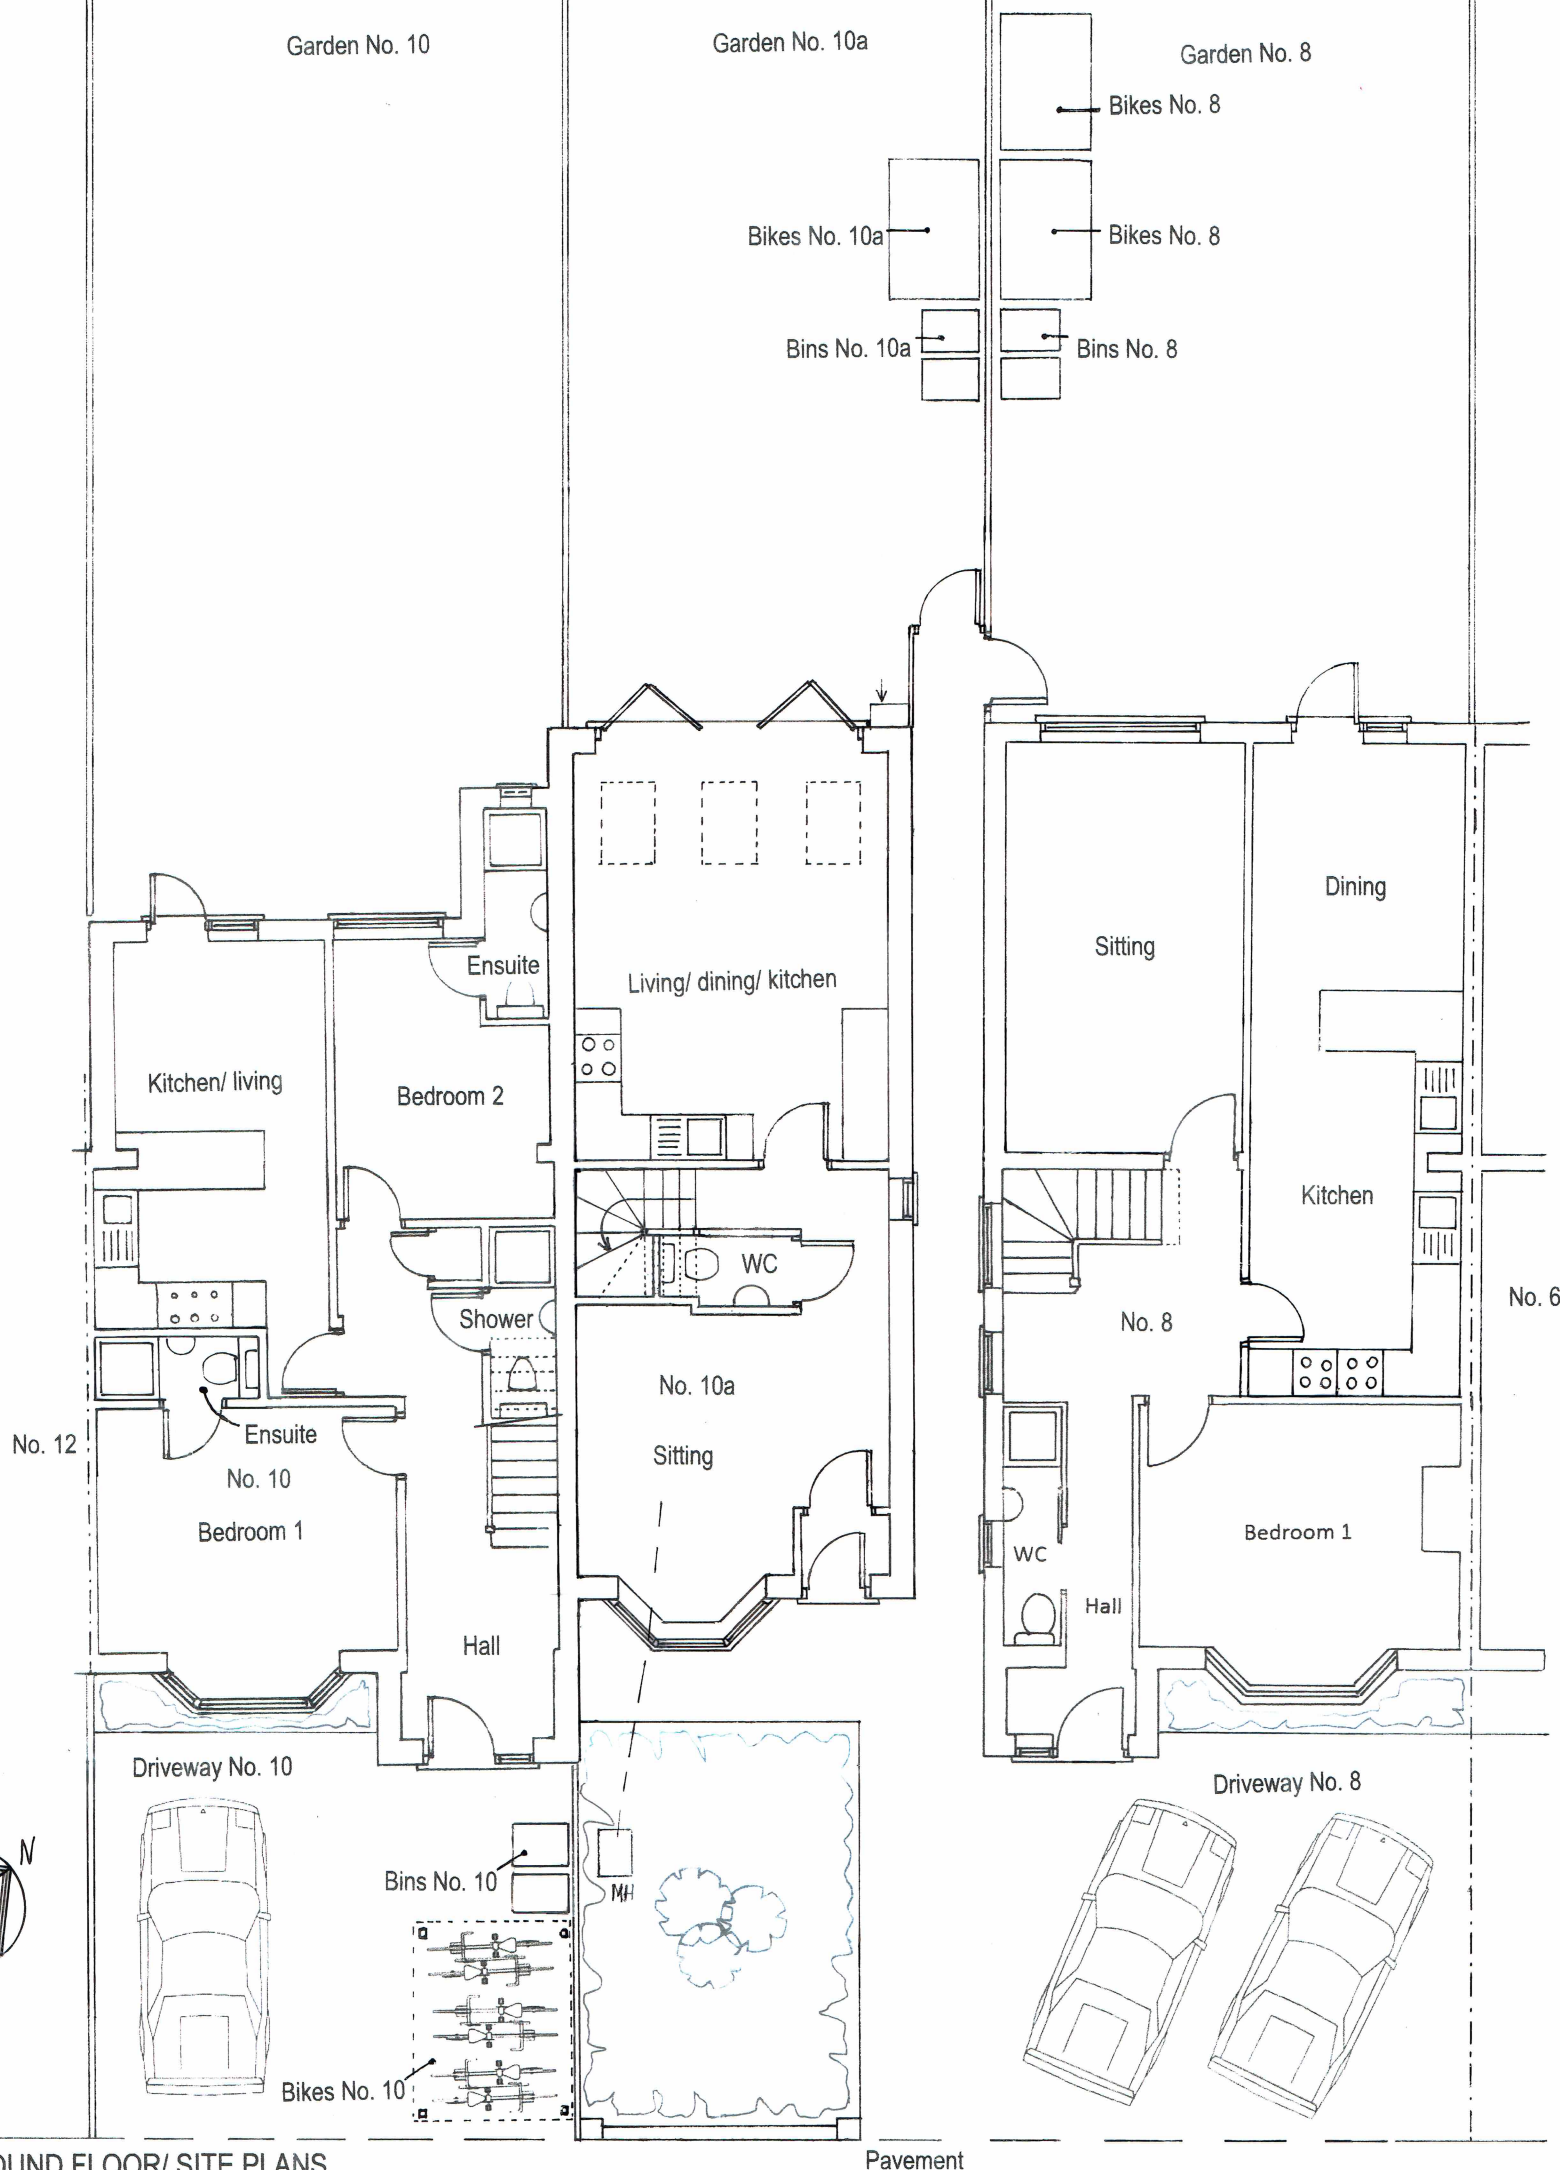 Garden No. 10
Garden No. 10a
Garden No. 8
Bikes No. 8
Bikes No. 10a
Bikes No. 8
Bins No. 10a
Bins No. 8
Dining
Sitting
Ensuite
Living/ dining/ kitchen
Kitchen/ living
Bedroom 2
Kitchen
WC
Shower
No. 8
No. 6
No. 10a
Ensuite
No. 12
Sitting
No. 10
Bedroom 1
Bedroom 1
WC
Hall
Hall
Driveway No. 10
Driveway No. 8
N
Bins No. 10
MH
Bikes No. 10
OUND FLOOR/ SITE PLANS
Pavement